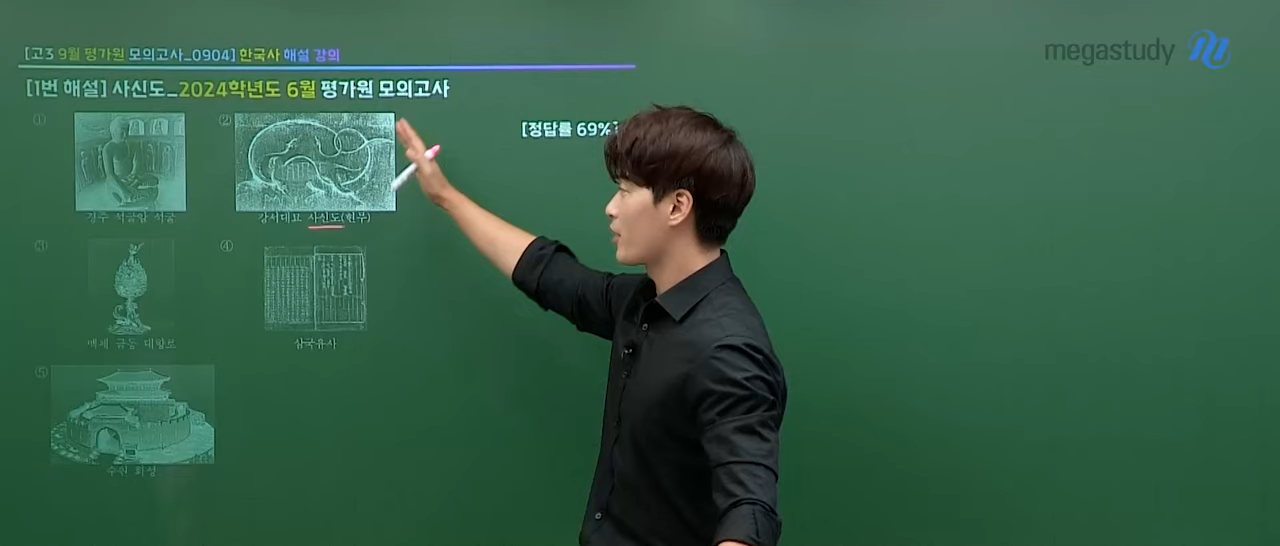 [고3 9월 평가원 모의고사_0904] 한국사 해설 강의
megastudy
[1번 해설] 사신도_2024학년도 6월 평가원 모의고사
[정답률 69%]
① ②
경주 석굴암 석굴 강서대묘 사신도(현무)
③ ④
백제 금동 대향로 삼국유사
⑤
수원 화성